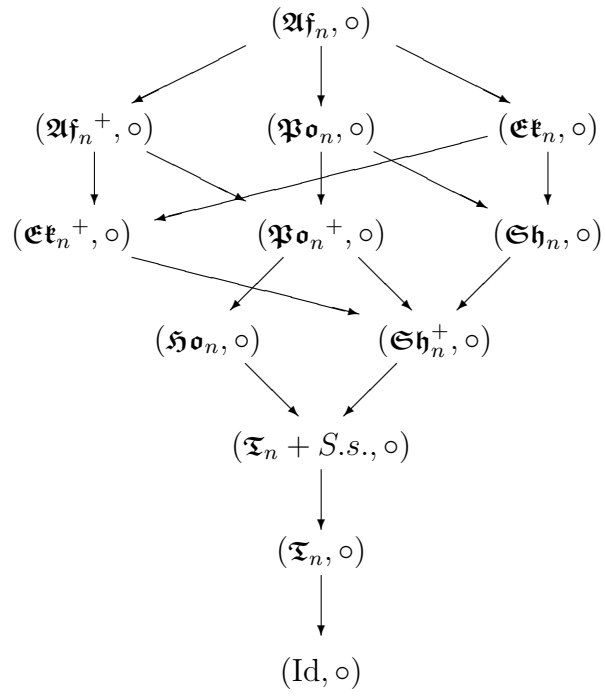 (𝕬𝖋ₙ, ∘)
(𝕬𝖋ₙ⁺, ∘) (𝕻𝖔ₙ, ∘) (𝕰𝖐ₙ, ∘)
(𝕰𝖐ₙ⁺, ∘) (𝕻𝖔ₙ⁺, ∘) (𝕾𝖍ₙ, ∘)
(𝕳𝖔ₙ, ∘) (𝕾𝖍ₙ⁺, ∘)
(𝕿ₙ + S.s., ∘)
(𝕿ₙ, ∘)
(Id, ∘)